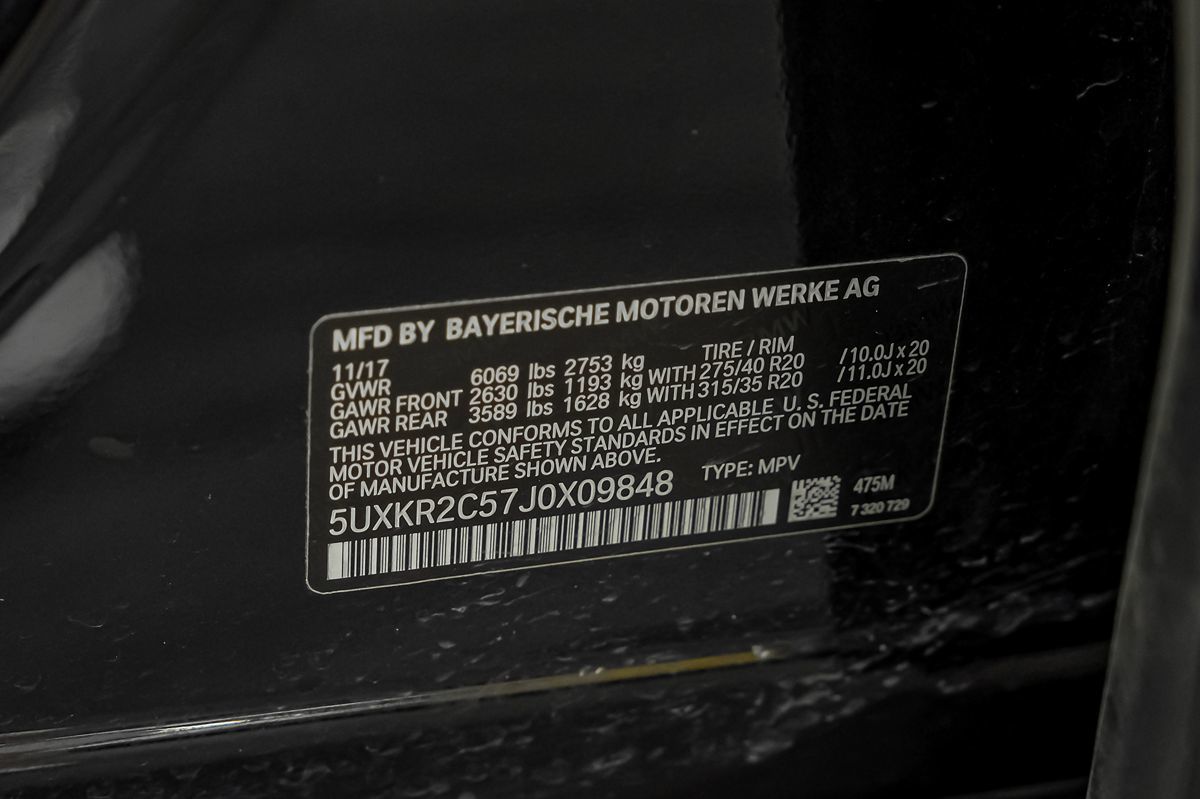 MFD BY BAYERISCHE MOTOREN WERKE AG
11/17 TIRE / RIM
GVWR 6069 lbs 2753 kg
GAWR FRONT 2630 lbs 1193 kg WITH 275/40 R20 /10.0J x 20
GAWR REAR 3589 lbs 1628 kg WITH 315/35 R20 /11.0J x 20
THIS VEHICLE CONFORMS TO ALL APPLICABLE U. S. FEDERAL
MOTOR VEHICLE SAFETY STANDARDS IN EFFECT ON THE DATE
OF MANUFACTURE SHOWN ABOVE.
5UXKR2C57J0X09848 TYPE: MPV
475M
7 320 729